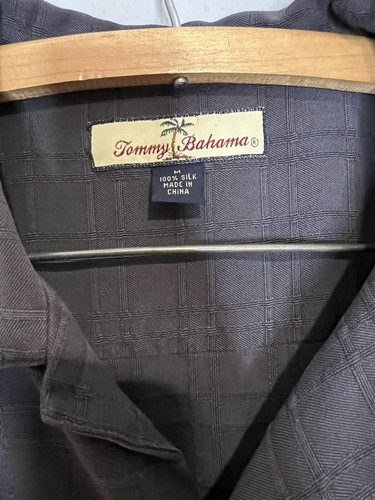 Tommy Bahama®
M
100% SILK
MADE IN
CHINA